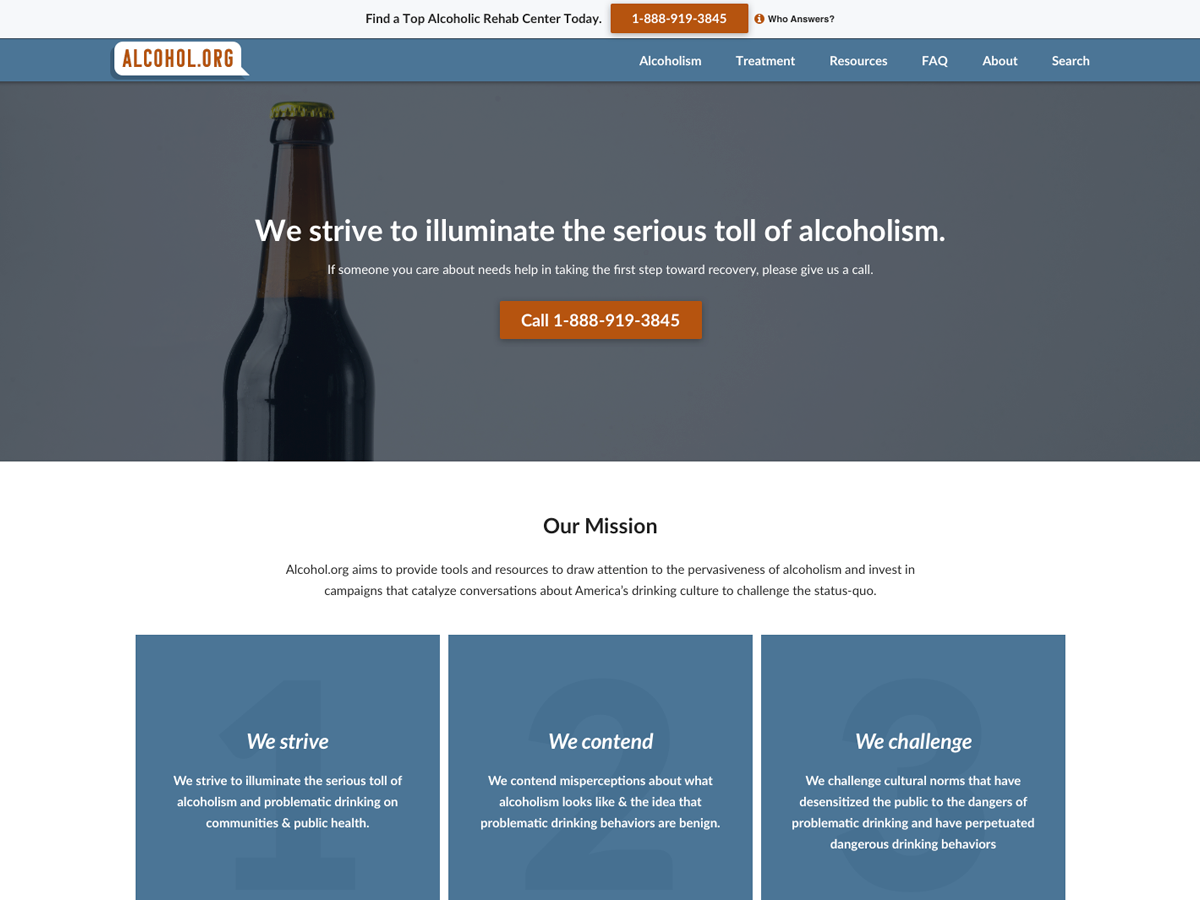 Find a Top Alcoholic Rehab Center Today. 1-888-919-3845 Who Answers?
ALCOHOL.ORG Alcoholism Treatment Resources FAQ About Search
We strive to illuminate the serious toll of alcoholism.
If someone you care about needs help in taking the first step toward recovery, please give us a call.
Call 1-888-919-3845
Our Mission
Alcohol.org aims to provide tools and resources to draw attention to the pervasiveness of alcoholism and invest in
campaigns that catalyze conversations about America's drinking culture to challenge the status-quo.
1
We strive
We strive to illuminate the serious toll of
alcoholism and problematic drinking on
communities & public health.
2
We contend
We contend misperceptions about what
alcoholism looks like & the idea that
problematic drinking behaviors are benign.
3
We challenge
We challenge cultural norms that have
desensitized the public to the dangers of
problematic drinking and have perpetuated
dangerous drinking behaviors